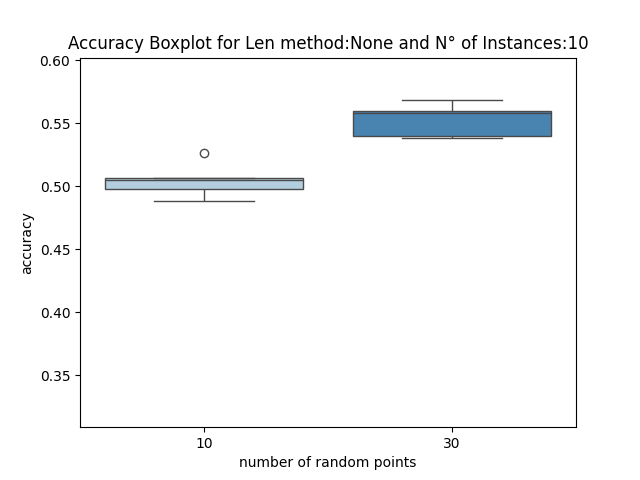 Accuracy Boxplot for Len method:None and N° of Instances:10
0.60
0.55
0.50
0.45
0.40
0.35
accuracy
10
30
number of random points